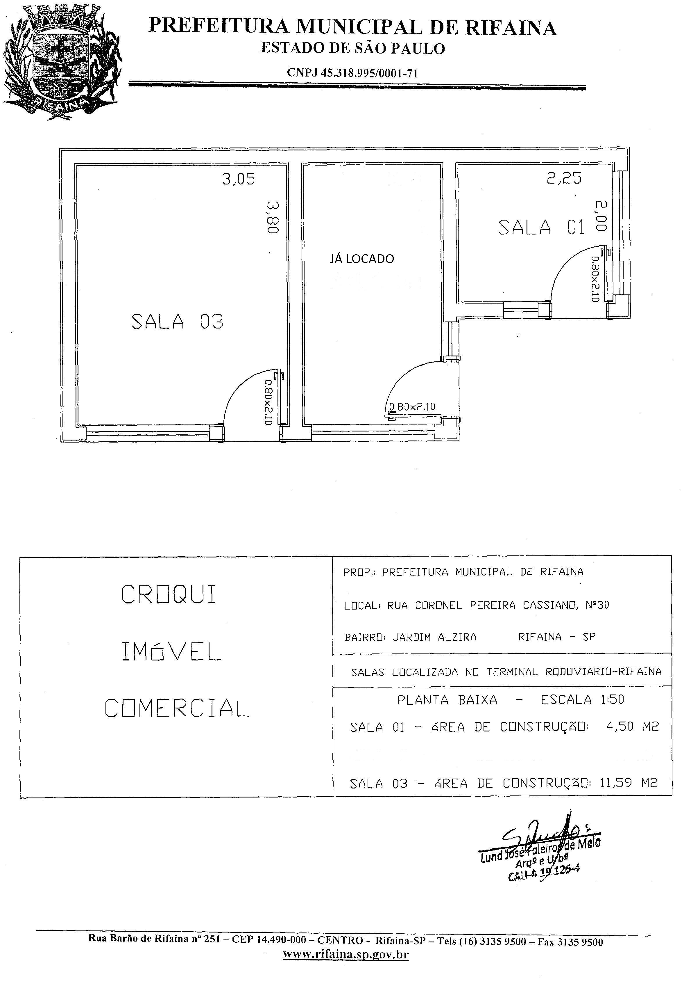 PREFEITURA MUNICIPAL DE RIFAINA
ESTADO DE SÃO PAULO
CNPJ 45.318.995/0001-71
RIFAINA
3,05
3,80
SALA 03
0.80x2.10
JÁ LOCADO
0.80x2.10
2,25
2,00
SALA 01
0.80x2.10
CROQUI
IMÓVEL
COMERCIAL
PROP.: PREFEITURA MUNICIPAL DE RIFAINA
LOCAL: RUA CORONEL PEREIRA CASSIANO, Nº30
BAIRRO: JARDIM ALZIRA RIFAINA - SP
SALAS LOCALIZADA NO TERMINAL RODOVIARIO-RIFAINA
PLANTA BAIXA - ESCALA 1:50
SALA 01 - ÁREA DE CONSTRUÇÃO: 4,50 M2
SALA 03 - ÁREA DE CONSTRUÇÃO: 11,59 M2
Lund José Faleiros de Melo
Arqº e Urbº
CAU-A 19.126-4
Rua Barão de Rifaina nº 251 – CEP 14.490-000 – CENTRO - Rifaina-SP – Tels (16) 3135 9500 – Fax 3135 9500
www.rifaina.sp.gov.br